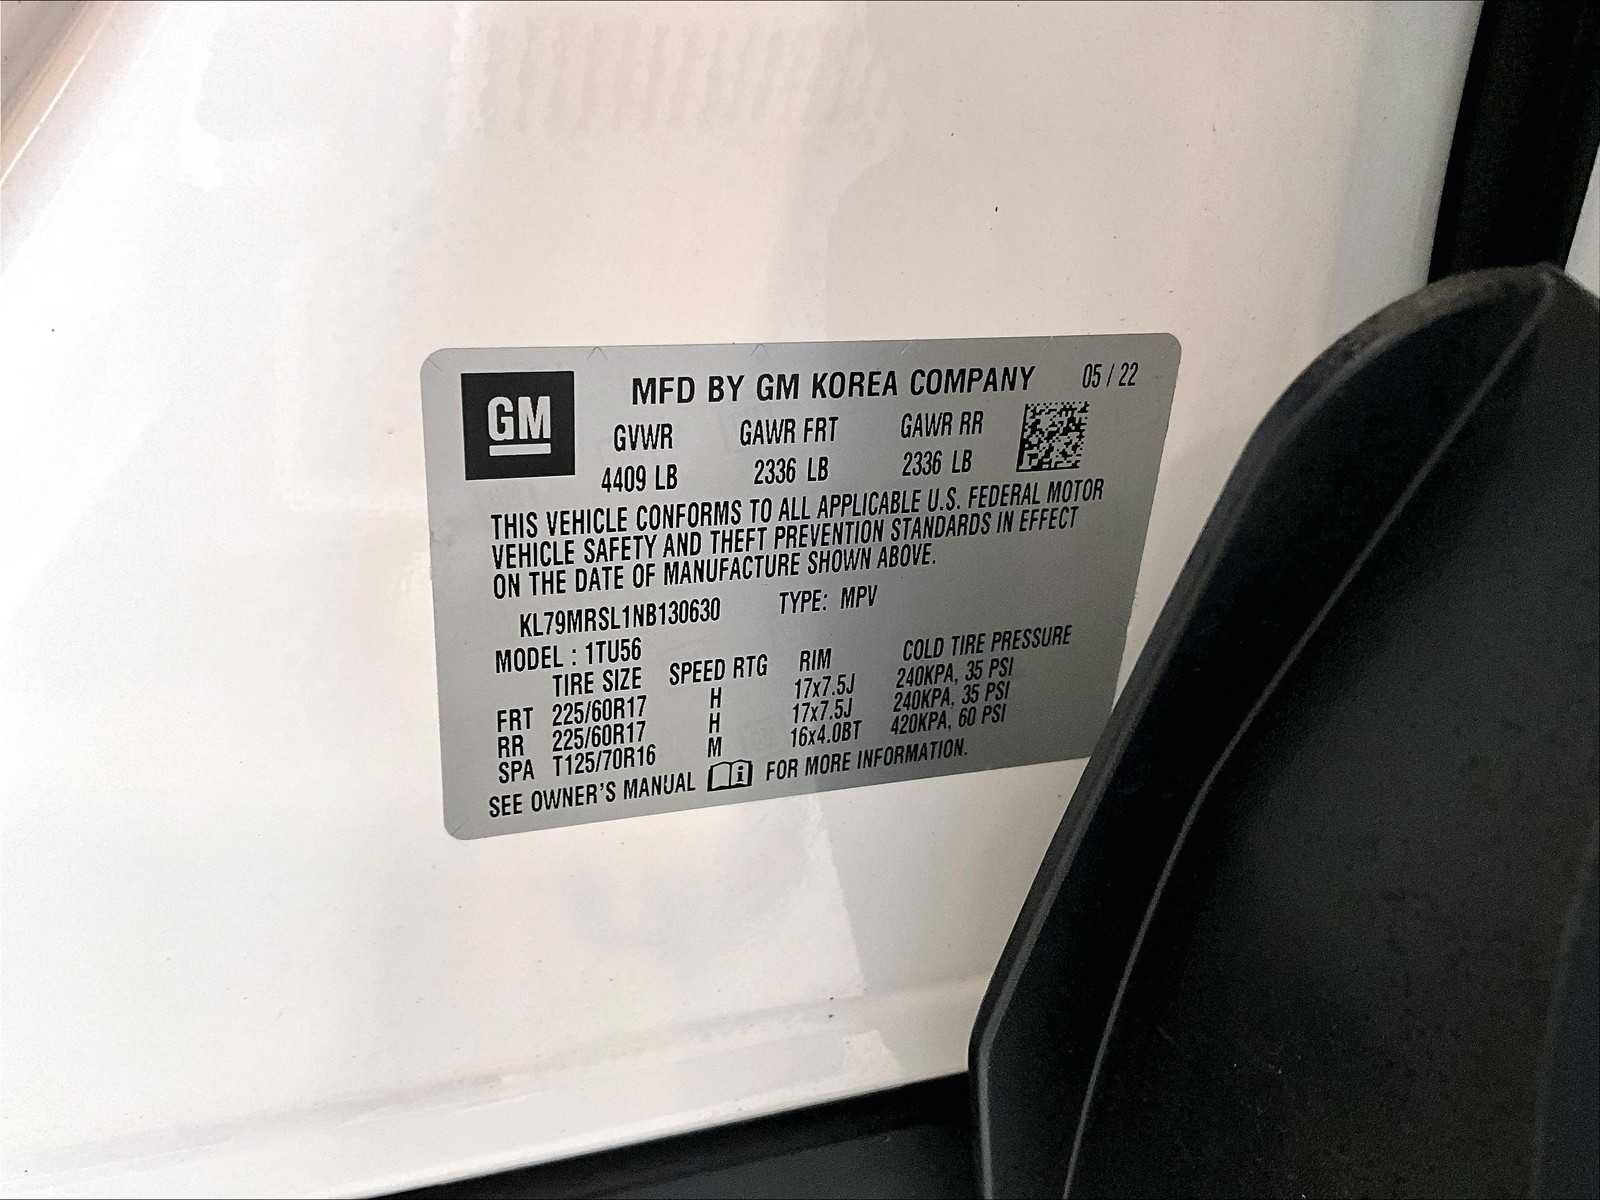 GM
MFD BY GM KOREA COMPANY 05 / 22
GVWR GAWR FRT GAWR RR
4409 LB 2336 LB 2336 LB
THIS VEHICLE CONFORMS TO ALL APPLICABLE U.S. FEDERAL MOTOR
VEHICLE SAFETY AND THEFT PREVENTION STANDARDS IN EFFECT
ON THE DATE OF MANUFACTURE SHOWN ABOVE.
KL79MRSL1NB130630 TYPE: MPV
MODEL : 1TU56
TIRE SIZE SPEED RTG RIM COLD TIRE PRESSURE
FRT 225/60R17 H 17x7.5J 240KPA, 35 PSI
RR 225/60R17 H 17x7.5J 240KPA, 35 PSI
SPA T125/70R16 M 16x4.0BT 420KPA, 60 PSI
SEE OWNER'S MANUAL FOR MORE INFORMATION.